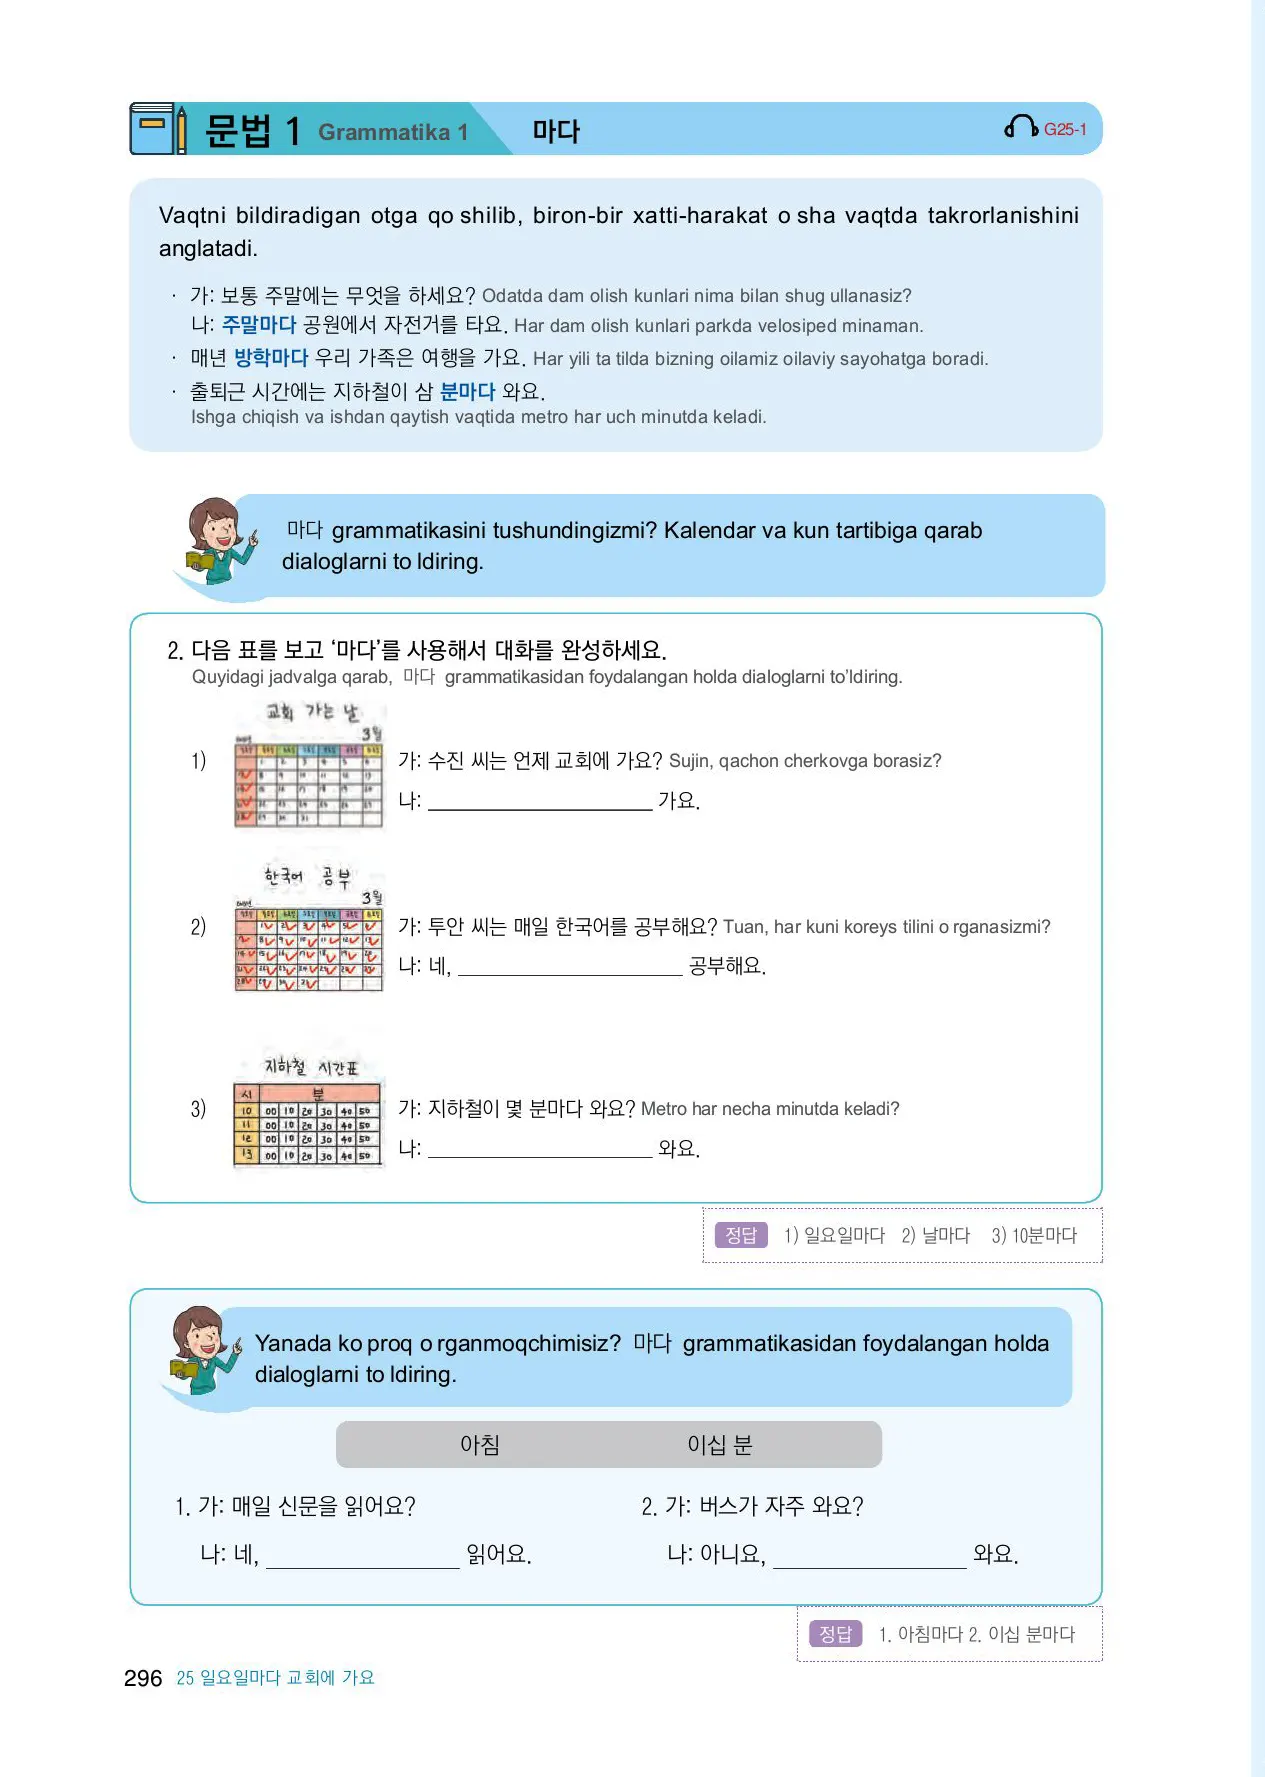 문법 1 Grammatika 1 마다 G25-1
Vaqtni bildiradigan otga qo shilib, biron-bir xatti-harakat o sha vaqtda takrorlanishini
anglatadi.
· 가: 보통 주말에는 무엇을 하세요? Odatda dam olish kunlari nima bilan shug ullanasiz?
나: 주말마다 공원에서 자전거를 타요. Har dam olish kunlari parkda velosiped minaman.
· 매년 방학마다 우리 가족은 여행을 가요. Har yili ta tilda bizning oilamiz oilaviy sayohatga boradi.
· 출퇴근 시간에는 지하철이 삼 분마다 와요.
Ishga chiqish va ishdan qaytish vaqtida metro har uch minutda keladi.
마다 grammatikasini tushundingizmi? Kalendar va kun tartibiga qarab
dialoglarni to ldiring.
2. 다음 표를 보고 ‘마다’를 사용해서 대화를 완성하세요.
Quyidagi jadvalga qarab, 마다 grammatikasidan foydalangan holda dialoglarni to’ldiring.
교회 가는 날
3월
1) 가: 수진 씨는 언제 교회에 가요? Sujin, qachon cherkovga borasiz?
나: 가요.
한국어 공부
3월
2) 가: 투안 씨는 매일 한국어를 공부해요? Tuan, har kuni koreys tilini o rganasizmi?
나: 네, 공부해요.
지하철 시간표
시 분
10 00 10 20 30 40 50
11 00 10 20 30 40 50
12 00 10 20 30 40 50
13 00 10 20 30 40 50
3) 가: 지하철이 몇 분마다 와요? Metro har necha minutda keladi?
나: 와요.
정답 1) 일요일마다 2) 날마다 3) 10분마다
Yanada ko proq o rganmoqchimisiz? 마다 grammatikasidan foydalangan holda
dialoglarni to ldiring.
아침 이십 분
1. 가: 매일 신문을 읽어요?
나: 네, 읽어요.
2. 가: 버스가 자주 와요?
나: 아니요, 와요.
정답 1. 아침마다 2. 이십 분마다
296 25 일요일마다 교회에 가요